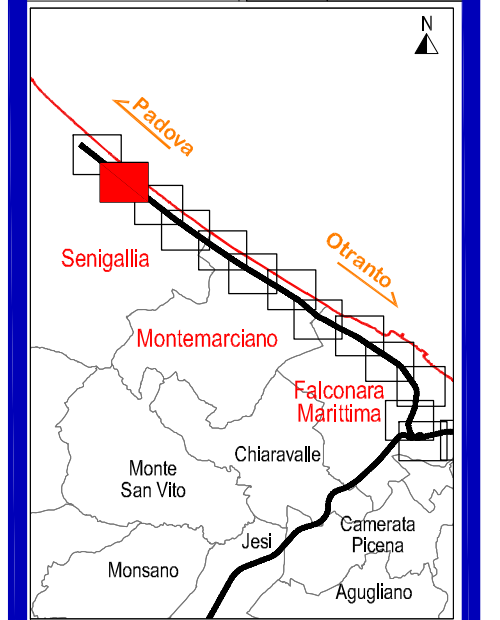 N
Padova
Otranto
Senigallia
Montemarciano
Falconara
Marittima
Chiaravalle
Monte
San Vito
Camerata
Picena
Jesi
Monsano
Agugliano